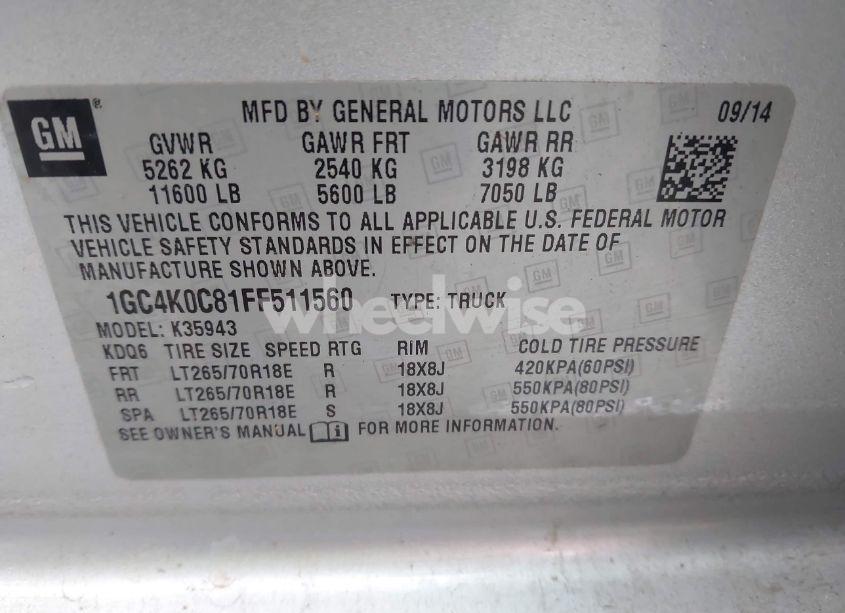 GM ® MFD BY GENERAL MOTORS LLC 09/14
GVWR GAWR FRT GAWR RR
5262 KG 2540 KG 3198 KG
11600 LB 5600 LB 7050 LB
THIS VEHICLE CONFORMS TO ALL APPLICABLE U.S. FEDERAL MOTOR
VEHICLE SAFETY STANDARDS IN EFFECT ON THE DATE OF
MANUFACTURE SHOWN ABOVE.
1GC4K0C81FF511560 TYPE: TRUCK
wheelwise
MODEL: K35943
KDQ6 TIRE SIZE SPEED RTG RIM COLD TIRE PRESSURE
FRT LT265/70R18E R 18X8J 420KPA(60PSI)
RR LT265/70R18E R 18X8J 550KPA(80PSI)
SPA LT265/70R18E S 18X8J 550KPA(80PSI)
SEE OWNER'S MANUAL FOR MORE INFORMATION.